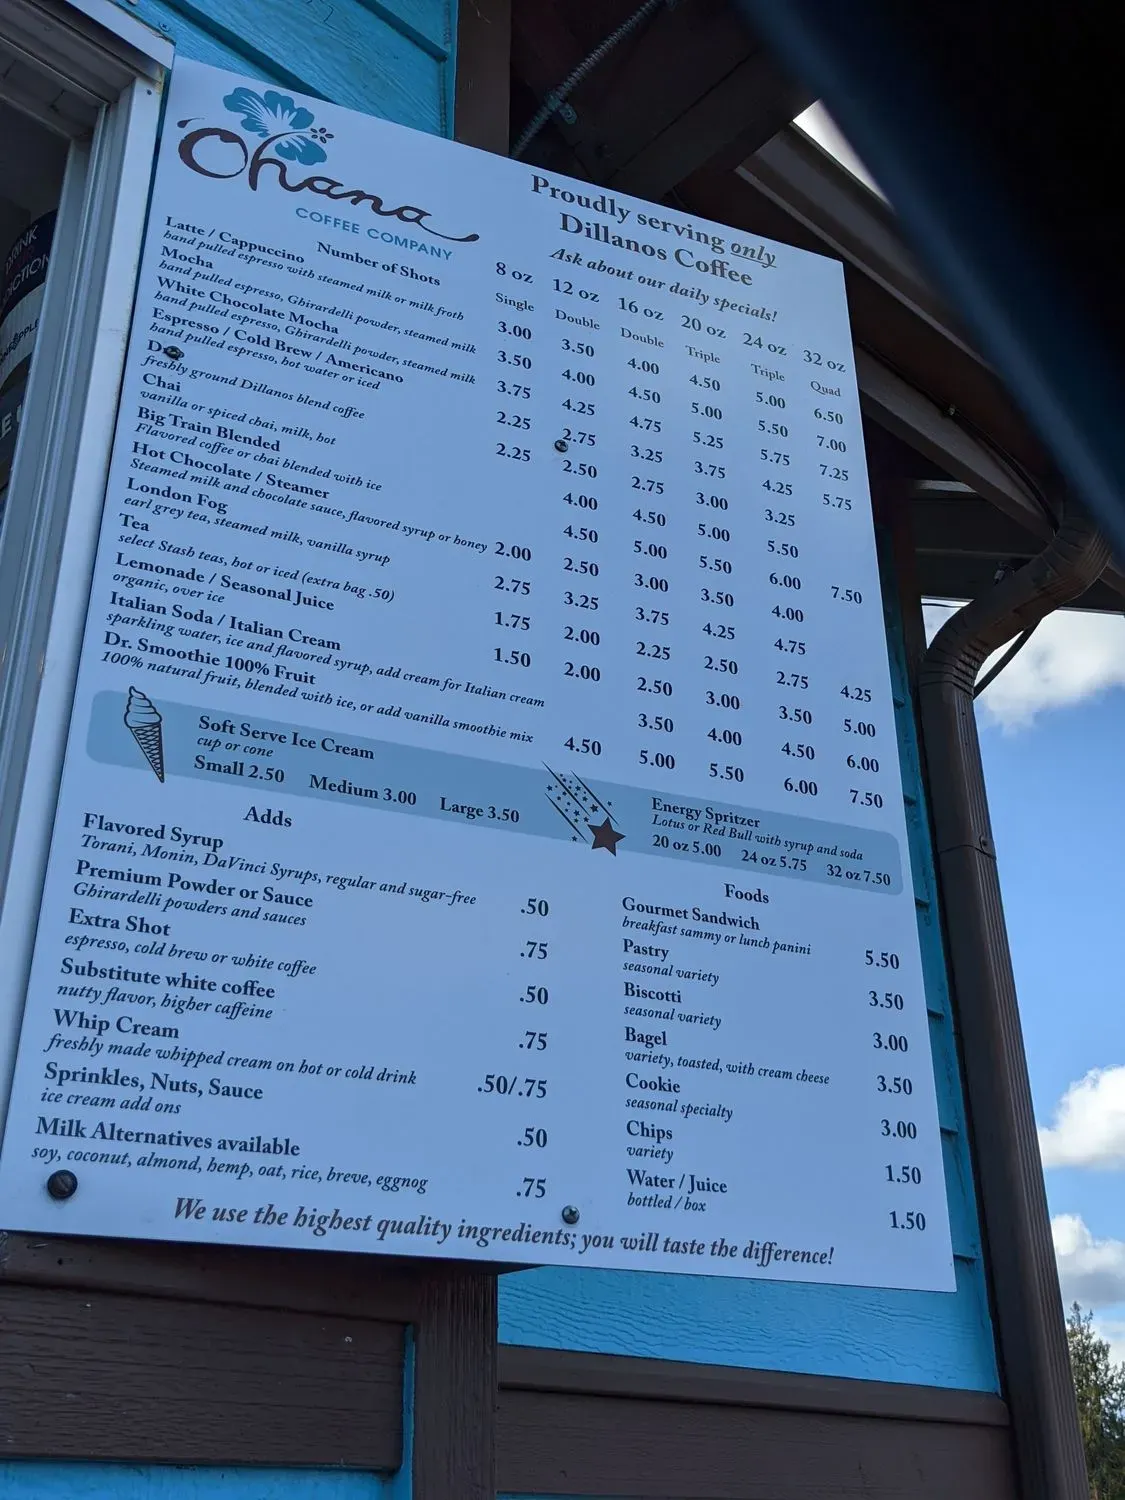 Ohana
COFFEE COMPANY
Proudly serving only
Dillanos Coffee
Ask about our daily specials!
8 oz 12 oz 16 oz 20 oz 24 oz 32 oz
Number of Shots Single Double Double Triple Triple Quad
Latte / Cappuccino 3.00 3.50 4.00 4.50 5.00 6.50
hand pulled espresso with steamed milk or milk froth
Mocha 3.50 4.00 4.50 5.00 5.50 7.00
hand pulled espresso, Ghirardelli powder, steamed milk
White Chocolate Mocha 3.75 4.25 4.75 5.25 5.75 7.25
hand pulled espresso, Ghirardelli powder, steamed milk
Espresso / Cold Brew / Americano 2.25 2.75 3.25 3.75 4.25 5.75
hand pulled espresso, hot water or iced
2.25 2.50 2.75 3.00 3.25
freshly ground Dillanos blend coffee
Chai 4.00 4.50 5.00 5.50
vanilla or spiced chai, milk, hot
Big Train Blended 4.50 5.00 5.50 6.00 7.50
Flavored coffee or chai blended with ice
Hot Chocolate / Steamer 2.00 2.50 3.00 3.50 4.00
Steamed milk and chocolate sauce, flavored syrup or honey
London Fog 2.75 3.25 3.75 4.25 4.75
earl grey tea, steamed milk, vanilla syrup
Tea 1.75 2.00 2.25 2.50 2.75 4.25
select Stash teas, hot or iced (extra bag .50)
Lemonade / Seasonal Juice 1.50 2.00 2.50 3.00 3.50 5.00
organic, over ice
Italian Soda / Italian Cream 3.50 4.00 4.50 6.00
sparkling water, ice and flavored syrup, add cream for Italian cream
Dr. Smoothie 100% Fruit 4.50 5.00 5.50 6.00 7.50
100% natural fruit, blended with ice, or add vanilla smoothie mix
Soft Serve Ice Cream
cup or cone
Small 2.50 Medium 3.00 Large 3.50
Energy Spritzer
Lotus or Red Bull with syrup and soda
20 oz 5.00 24 oz 5.75 32 oz 7.50
Adds
Flavored Syrup .50
Torani, Monin, DaVinci Syrups, regular and sugar-free
Premium Powder or Sauce .75
Ghirardelli powders and sauces
Extra Shot .50
espresso, cold brew or white coffee
Substitute white coffee .75
nutty flavor, higher caffeine
Whip Cream .50/.75
freshly made whipped cream on hot or cold drink
Sprinkles, Nuts, Sauce .50
ice cream add ons
Milk Alternatives available .75
soy, coconut, almond, hemp, oat, rice, breve, eggnog
Foods
Gourmet Sandwich 5.50
breakfast sammy or lunch panini
Pastry 3.50
seasonal variety
Biscotti 3.00
seasonal variety
Bagel 3.50
variety, toasted, with cream cheese
Cookie 3.00
seasonal specialty
Chips 1.50
variety
Water / Juice 1.50
bottled / box
We use the highest quality ingredients; you will taste the difference!